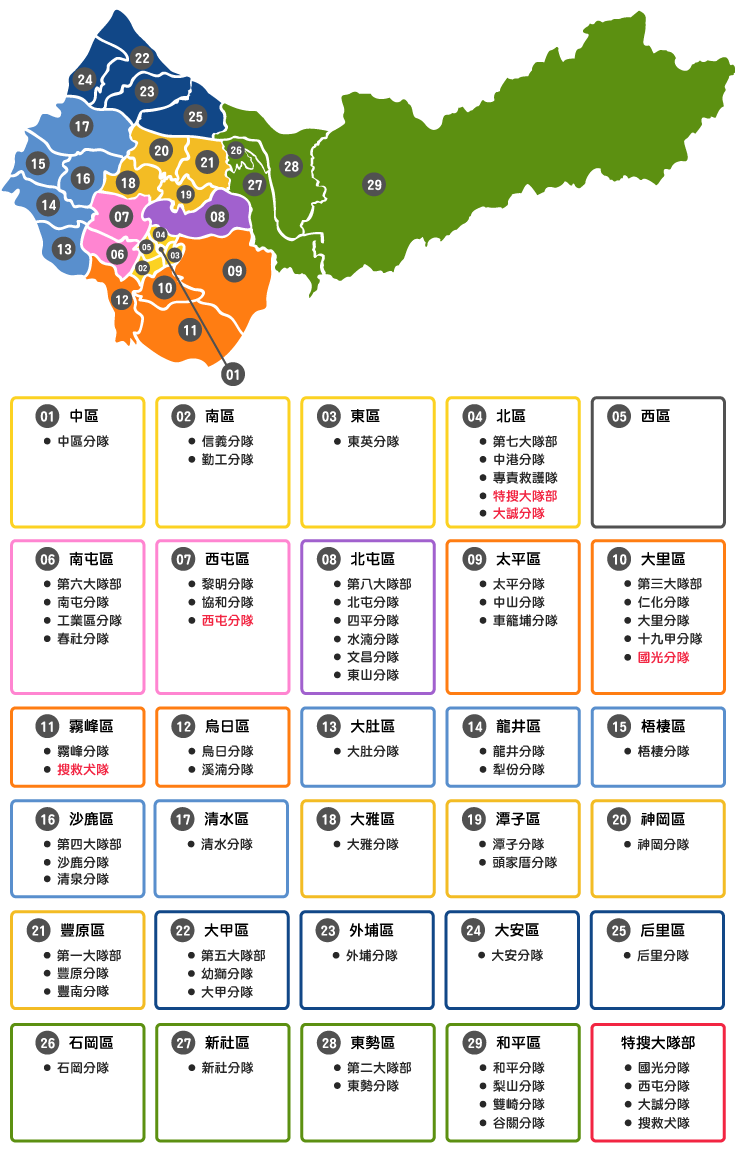 22
24
23
25
17
20
21
26
28
15
16
18
27
29
19
14
07
08
04
13
05
06
03
02
09
10
12
11
01
01 中區
中區分隊
02 南區
信義分隊
勤工分隊
03 東區
東英分隊
04 北區
第七大隊部
中港分隊
專責救護隊
特搜大隊部
大誠分隊
05 西區
06 南屯區
第六大隊部
南屯分隊
工業區分隊
春社分隊
07 西屯區
黎明分隊
協和分隊
西屯分隊
08 北屯區
第八大隊部
北屯分隊
四平分隊
水湳分隊
文昌分隊
東山分隊
09 太平區
太平分隊
中山分隊
車籠埔分隊
10 大里區
第三大隊部
仁化分隊
大里分隊
十九甲分隊
國光分隊
11 霧峰區
霧峰分隊
搜救犬隊
12 烏日區
烏日分隊
溪湳分隊
13 大肚區
大肚分隊
14 龍井區
龍井分隊
犁份分隊
15 梧棲區
梧棲分隊
16 沙鹿區
第四大隊部
沙鹿分隊
清泉分隊
17 清水區
清水分隊
18 大雅區
大雅分隊
19 潭子區
潭子分隊
頭家厝分隊
20 神岡區
神岡分隊
21 豐原區
第一大隊部
豐原分隊
豐南分隊
22 大甲區
第五大隊部
幼獅分隊
大甲分隊
23 外埔區
外埔分隊
24 大安區
大安分隊
25 后里區
后里分隊
26 石岡區
石岡分隊
27 新社區
新社分隊
28 東勢區
第二大隊部
東勢分隊
29 和平區
和平分隊
梨山分隊
雙崎分隊
谷關分隊
特搜大隊部
國光分隊
西屯分隊
大誠分隊
搜救犬隊